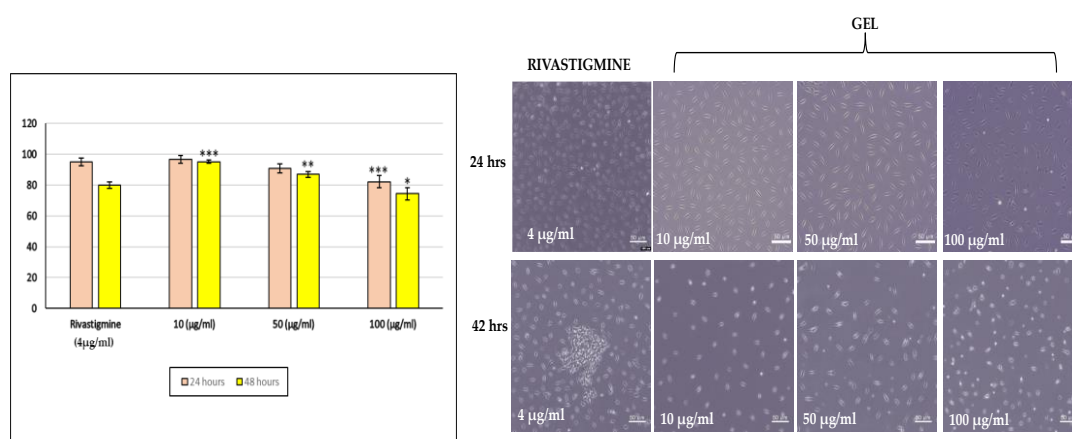 120
100
80
60
40
20
0
***
**
***
*
Rivastigmine
(4µg/ml)
10 (µg/ml)
50 (µg/ml)
100 (µg/ml)
24 hours
48 hours
GEL
RIVASTIGMINE
24 hrs
4 µg/ml
10 µg/ml
50 µg/ml
100 µg/ml
42 hrs
4 µg/ml
10 µg/ml
50 µg/ml
100 µg/ml